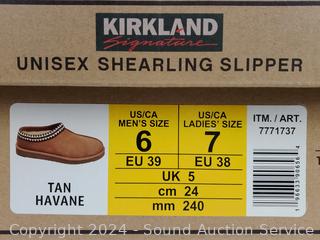 KIRKLAND
Signature
UNISEX SHEARLING SLIPPER
US/CA
MEN'S SIZE
6
EU 39
US/CA
LADIES' SIZE
7
EU 38
ITM. / ART.
7771737
UK 5
cm 24
mm 240
TAN
HAVANE
Copyright 2024 - Sound Auction Service